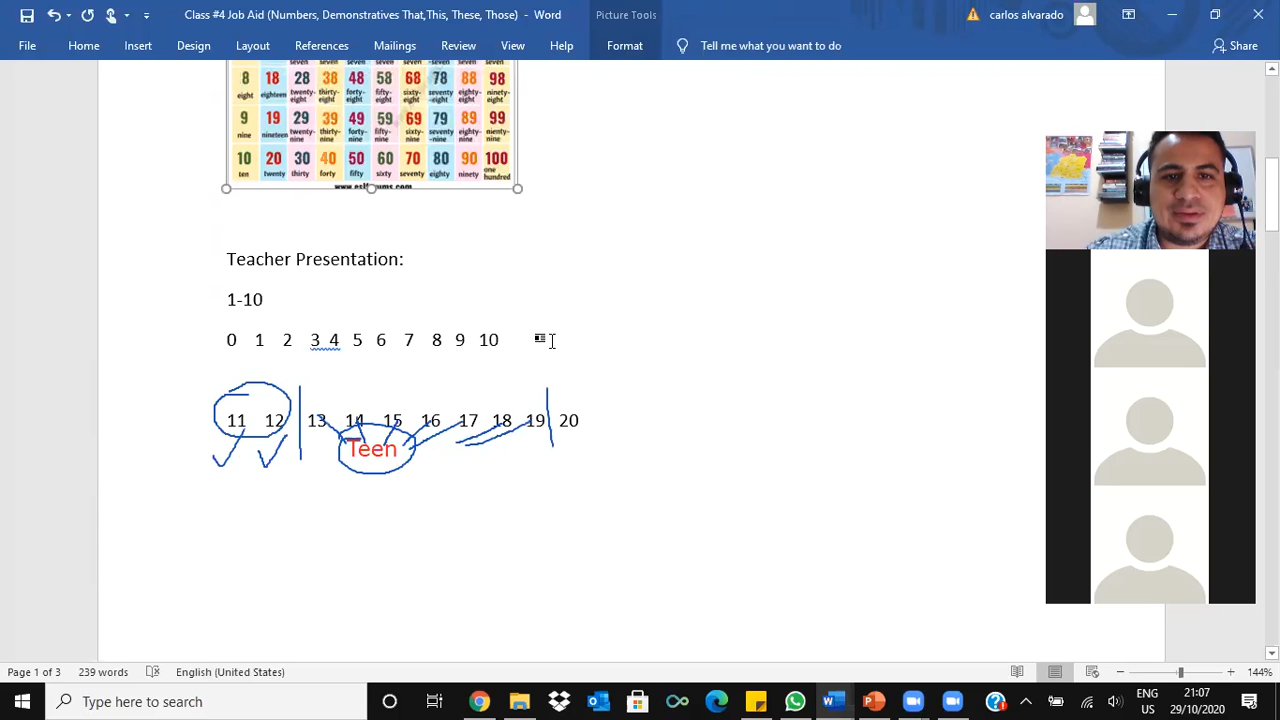 Class #4 Job Aid (Numbers, Demonstratives That,This, These, Those) - Word
Picture Tools
carlos alvarado
File Home Insert Design Layout References Mailings Review View Help Format Tell me what you want to do Share
seven seven seven -seven -seven seven
8 18 28 38 48 58 68 78 88 98
eight eighteen twenty-eight thirty-eight forty-eight fifty-eight sixty-eight seventy-eight eighty-eight ninety-eight
9 19 29 39 49 59 69 79 89 99
nine nineteen twenty-nine thirty-nine forty-nine fifty-nine sixty-nine seventy-nine eighty-nine nienty-nine
10 20 30 40 50 60 70 80 90 100
ten twenty thirty forty fifty sixty seventy eighty ninety one hundred
Teacher Presentation:
1-10
0 1 2 3 4 5 6 7 8 9 10
11 12 13 14 15 16 17 18 19 20
Teen
Page 1 of 3 239 words English (United States) 144%
Type here to search
ENG 21:07
US 29/10/2020